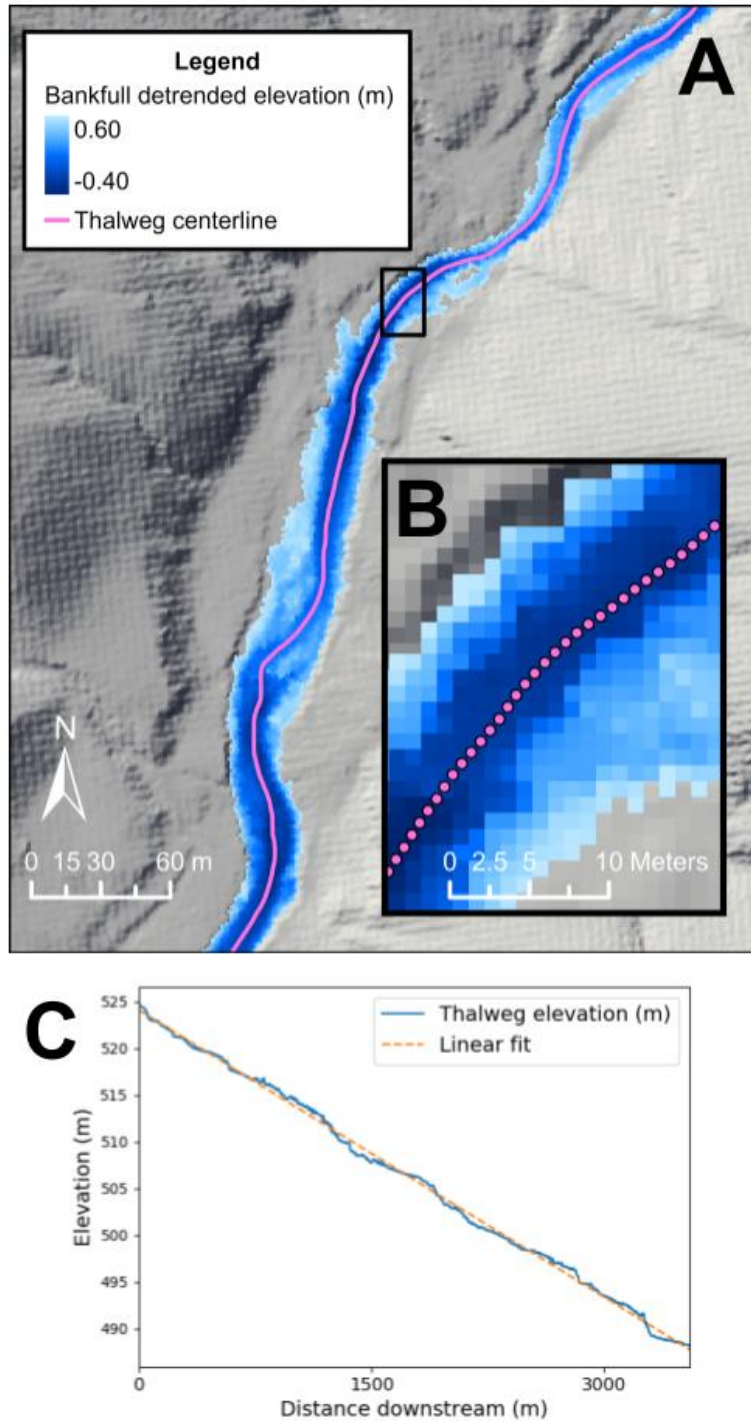 A
Legend
Bankfull detrended elevation (m)
0.60
-0.40
Thalweg centerline
B
N
0 15 30 60 m
0 2.5 5 10 Meters
C
525
520
515
510
505
500
495
490
Elevation (m)
Thalweg elevation (m)
Linear fit
0 1500 3000
Distance downstream (m)